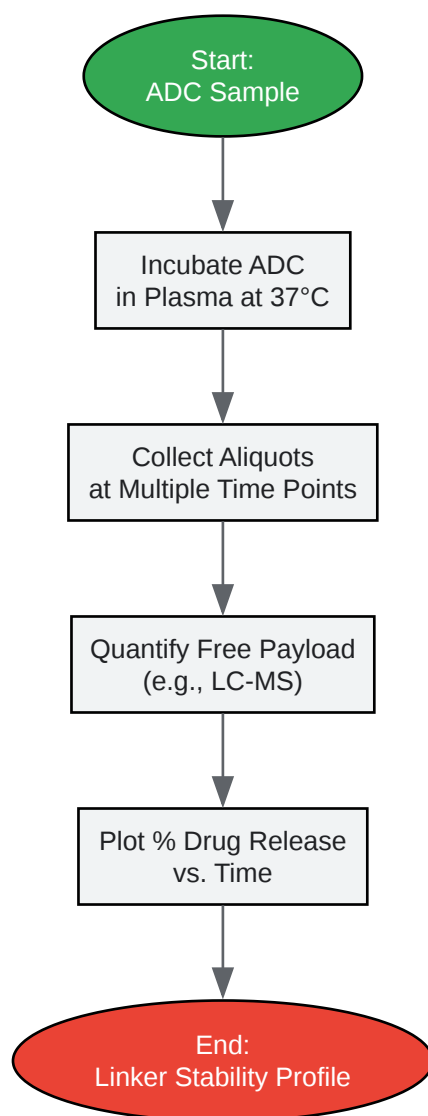 Start:
ADC Sample
Incubate ADC
in Plasma at 37°C
Collect Aliquots
at Multiple Time Points
Quantify Free Payload
(e.g., LC-MS)
Plot % Drug Release
vs. Time
End:
Linker Stability Profile